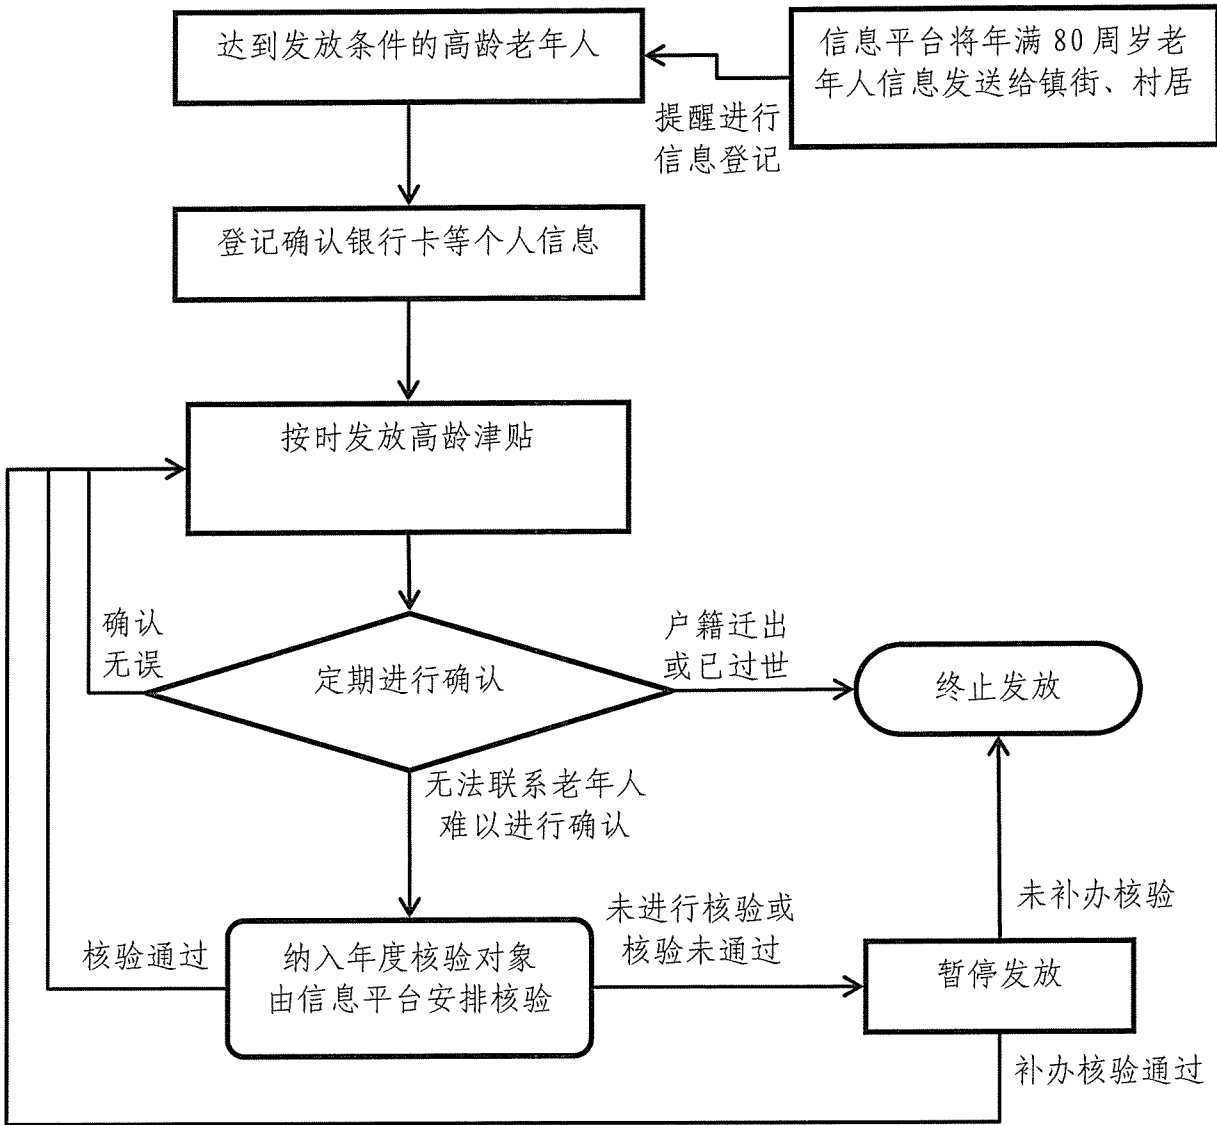 达到发放条件的高龄老年人
信息平台将年满 80 周岁老
年人信息发送给镇街、村居
提醒进行
信息登记
登记确认银行卡等个人信息
按时发放高龄津贴
确认
无误
定期进行确认
户籍迁出
或已过世
终止发放
无法联系老年人
难以进行确认
未补办核验
核验通过
纳入年度核验对象
由信息平台安排核验
未进行核验或
核验未通过
暂停发放
补办核验通过